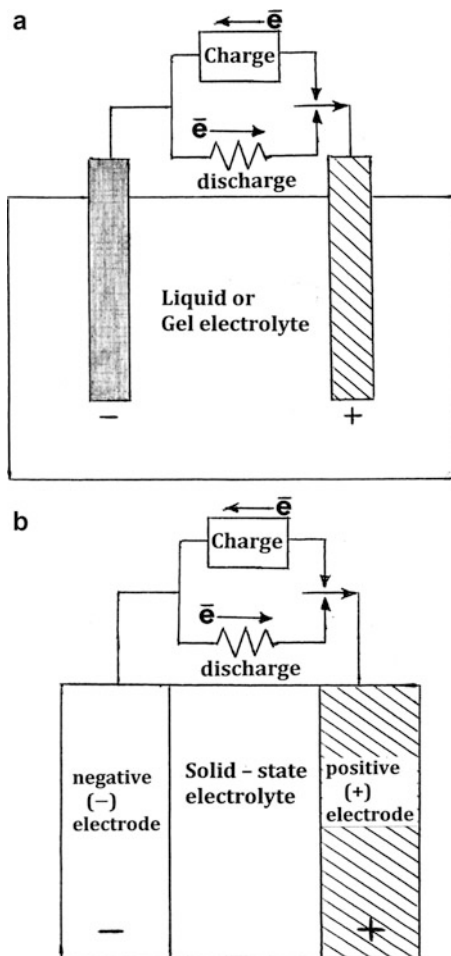 a
ē
Charge
ē
discharge
Liquid or
Gel electrolyte
−
+
b
ē
Charge
ē
discharge
negative
(−)
electrode
Solid – state
electrolyte
positive
(+)
electrode
−
+